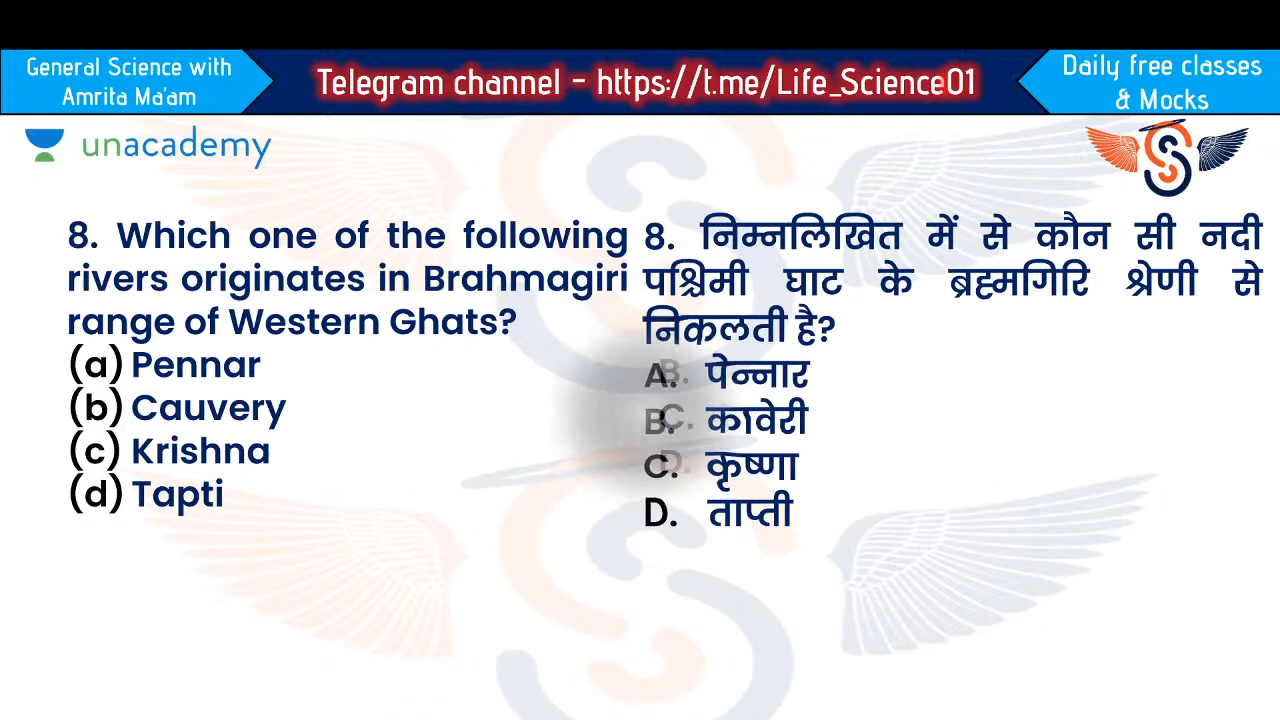 General Science with
Amrita Ma'am
Telegram channel - https://t.me/Life_Science01
Daily free classes
& Mocks
unacademy
8. Which one of the following
rivers originates in Brahmagiri
range of Western Ghats?
(a) Pennar
(b) Cauvery
(c) Krishna
(d) Tapti
8. निम्नलिखित में से कौन सी नदी
पश्चिमी घाट के ब्रह्मगिरि श्रेणी से
निकलती है?
A. पेन्नार
B. कावेरी
C. कृष्णा
D. ताप्ती
B.
C.
D.